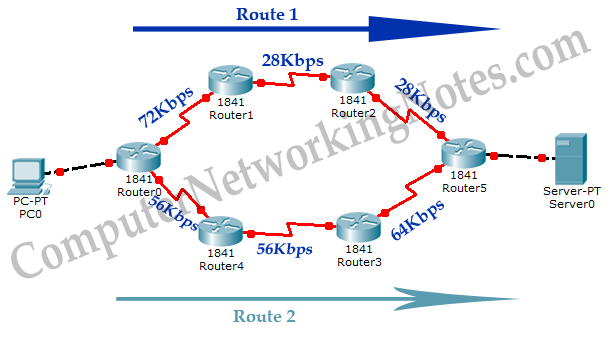 Route 1
28Kbps
72Kbps
1841
Router1
1841
Router2
28Kbps
PC-PT
PC0
1841
Router0
1841
Router5
Server-PT
Server0
56Kbps
1841
Router4
56Kbps
1841
Router3
64Kbps
Route 2
ComputerNetworkingNotes.com